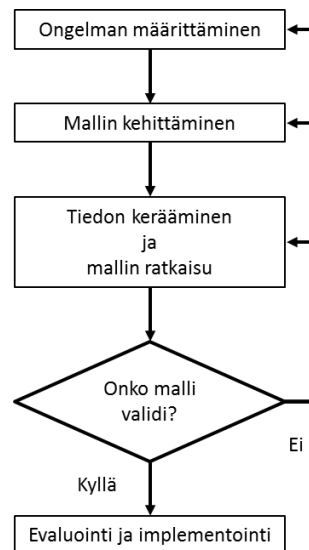 Ongelman määrittäminen
Mallin kehittäminen
Tiedon kerääminen
ja
mallin ratkaisu
Onko malli
validi?
Ei
Kyllä
Evaluointi ja implementointi